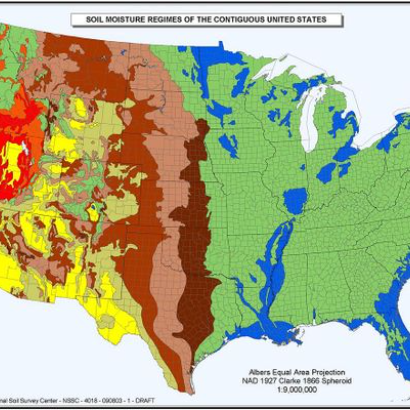 SOIL MOISTURE REGIMES OF THE CONTIGUOUS UNITED STATES
Albers Equal Area Projection
NAD 1927 Clarke 1866 Spheroid
1:9,000,000
nal Soil Survey Center - NSSC - 4018 - 090803 - 1 - DRAFT